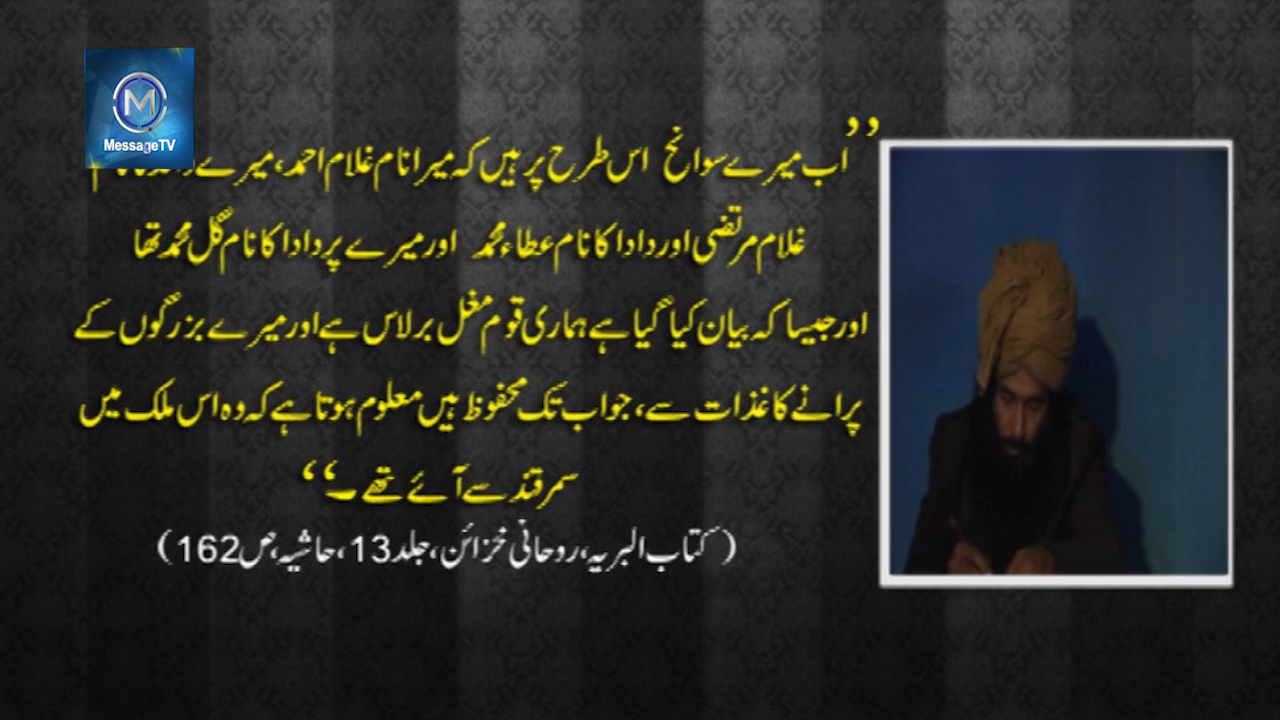 MessageTV
’’اب میرے سوانح اس طرح پر ہیں کہ میرا نام غلام احمد، میرے
غلام مرتضی اور دادا کا نام عطاء محمد اور میرے پردادا کا نام گل محمد تھا
اور جیسا کہ بیان کیا گیا ہے ہماری قوم مغل برلاس ہے اور میرے بزرگوں کے
پرانے کاغذات سے، جو اب تک محفوظ ہیں معلوم ہوتا ہے کہ وہ اس ملک میں
سمرقند سے آئے تھے۔‘‘
(کتاب البریہ، روحانی خزائن، جلد 13، حاشیہ، ص 162)